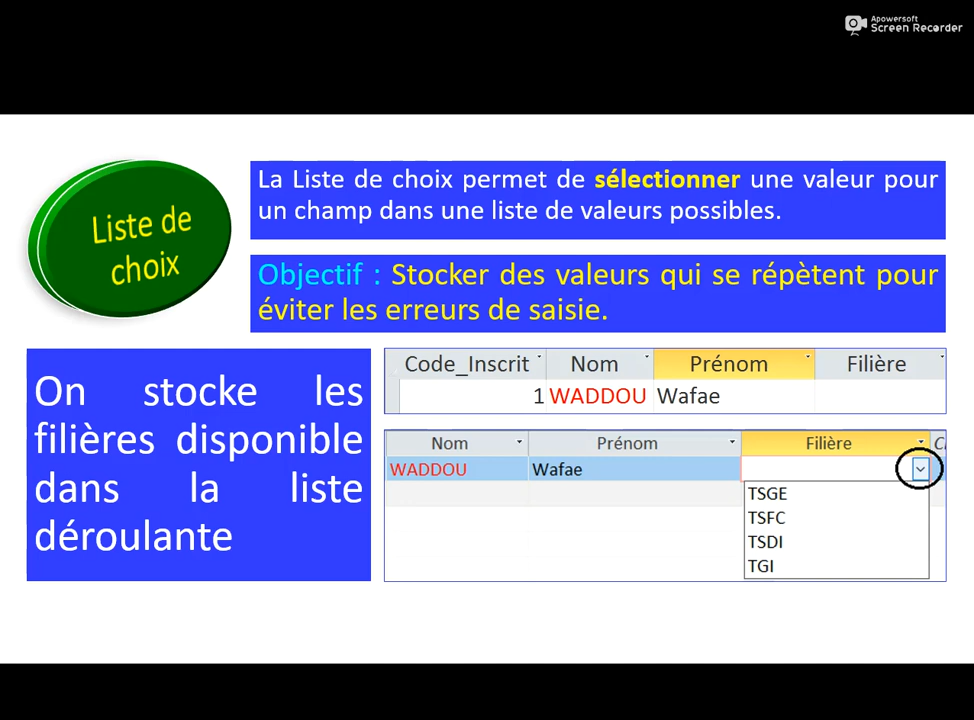 Apowersoft
Screen Recorder
Liste de
choix
La Liste de choix permet de sélectionner une valeur pour
un champ dans une liste de valeurs possibles.
Objectif : Stocker des valeurs qui se répètent pour
éviter les erreurs de saisie.
On stocke les
filières disponible
dans la liste
déroulante
Code_Inscrit Nom Prénom Filière
1 WADDOU Wafae
Nom Prénom Filière
WADDOU Wafae
TSGE
TSFC
TSDI
TGI